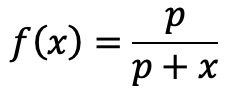 f(x) = p / (p + x)